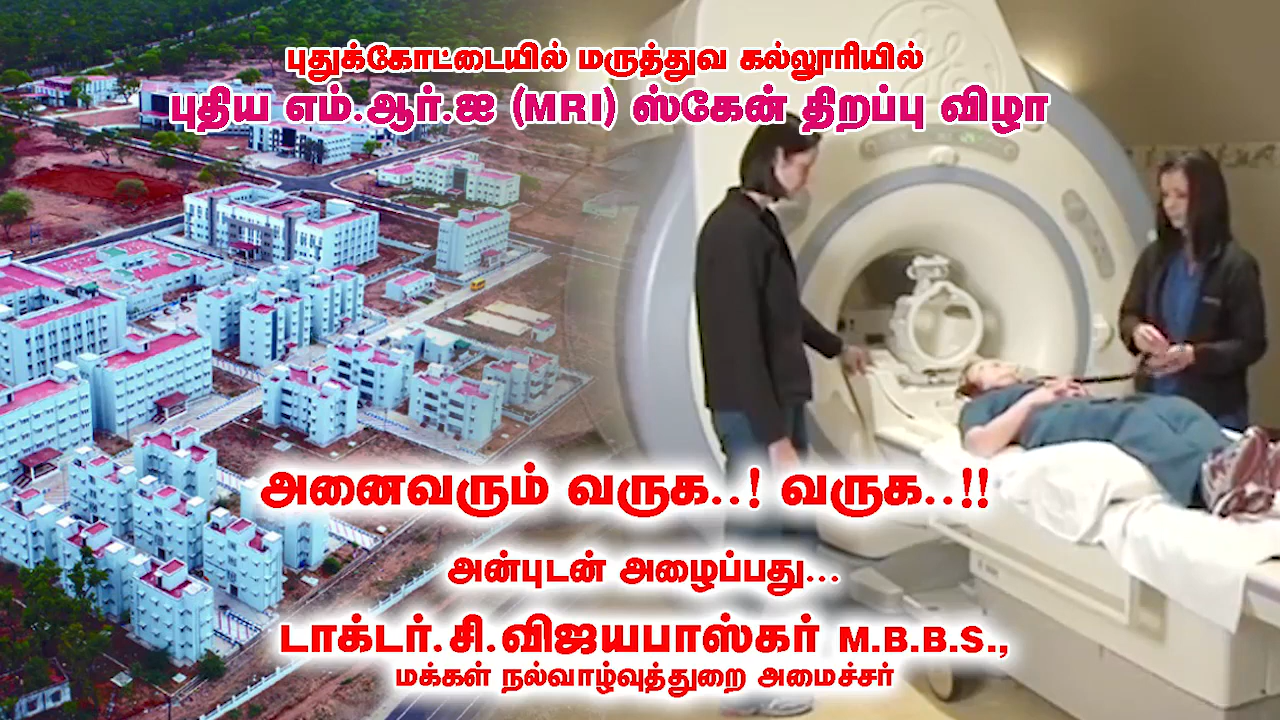 புதுக்கோட்டையில் மருத்துவ கல்லூரியில்
புதிய எம்.ஆர்.ஐ (MRI) ஸ்கேன் திறப்பு விழா
அனைவரும் வருக..! வருக..!!
அன்புடன் அழைப்பது...
டாக்டர்.சி.விஜயபாஸ்கர் M.B.B.S.,
மக்கள் நல்வாழ்வுத்துறை அமைச்சர்